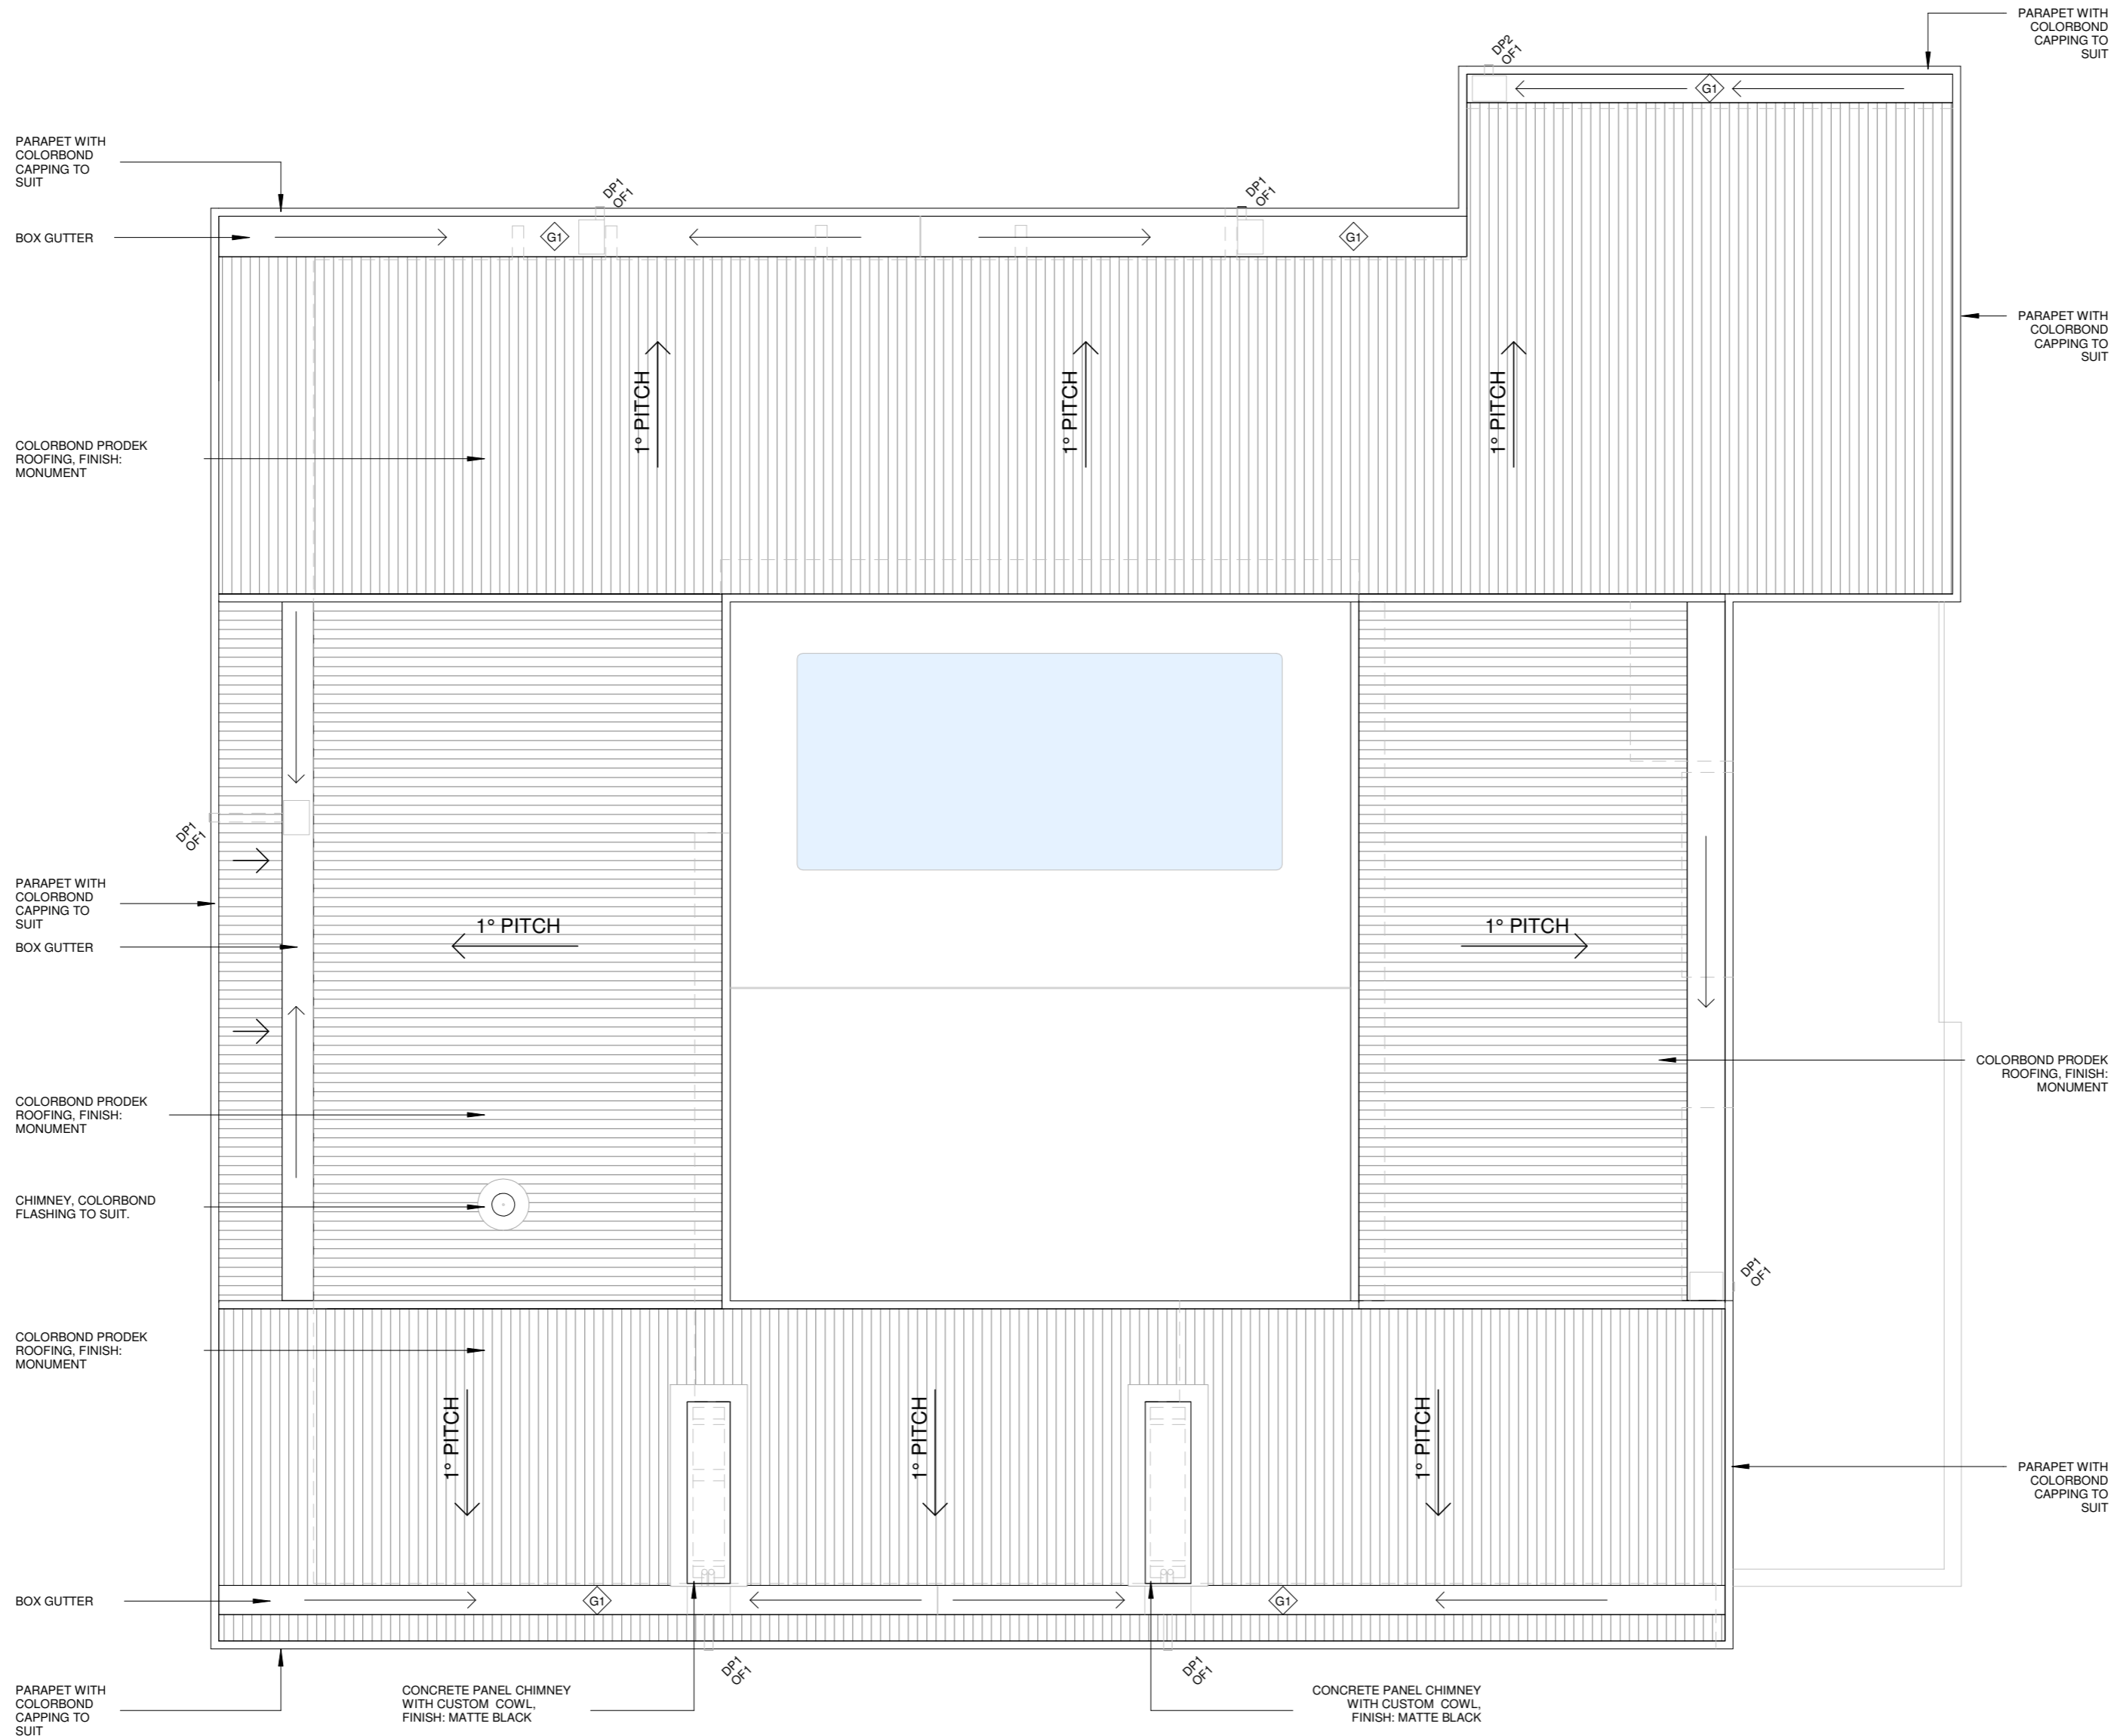 PARAPET WITH
COLORBOND
CAPPING TO
SUIT
DP2
OF1
G1
PARAPET WITH
COLORBOND
CAPPING TO
SUIT
DP1
OF1
DP1
OF1
BOX GUTTER
G1
G1
PARAPET WITH
COLORBOND
CAPPING TO
SUIT
1° PITCH
1° PITCH
1° PITCH
COLORBOND PRODEK
ROOFING, FINISH:
MONUMENT
DP1
OF1
PARAPET WITH
COLORBOND
CAPPING TO
SUIT
BOX GUTTER
1° PITCH
1° PITCH
COLORBOND PRODEK
ROOFING, FINISH:
MONUMENT
COLORBOND PRODEK
ROOFING, FINISH:
MONUMENT
CHIMNEY, COLORBOND
FLASHING TO SUIT.
DP1
OF1
COLORBOND PRODEK
ROOFING, FINISH:
MONUMENT
1° PITCH
1° PITCH
1° PITCH
PARAPET WITH
COLORBOND
CAPPING TO
SUIT
BOX GUTTER
G1
G1
DP1
OF1
DP1
OF1
PARAPET WITH
COLORBOND
CAPPING TO
SUIT
CONCRETE PANEL CHIMNEY
WITH CUSTOM COWL,
FINISH: MATTE BLACK
CONCRETE PANEL CHIMNEY
WITH CUSTOM COWL,
FINISH: MATTE BLACK